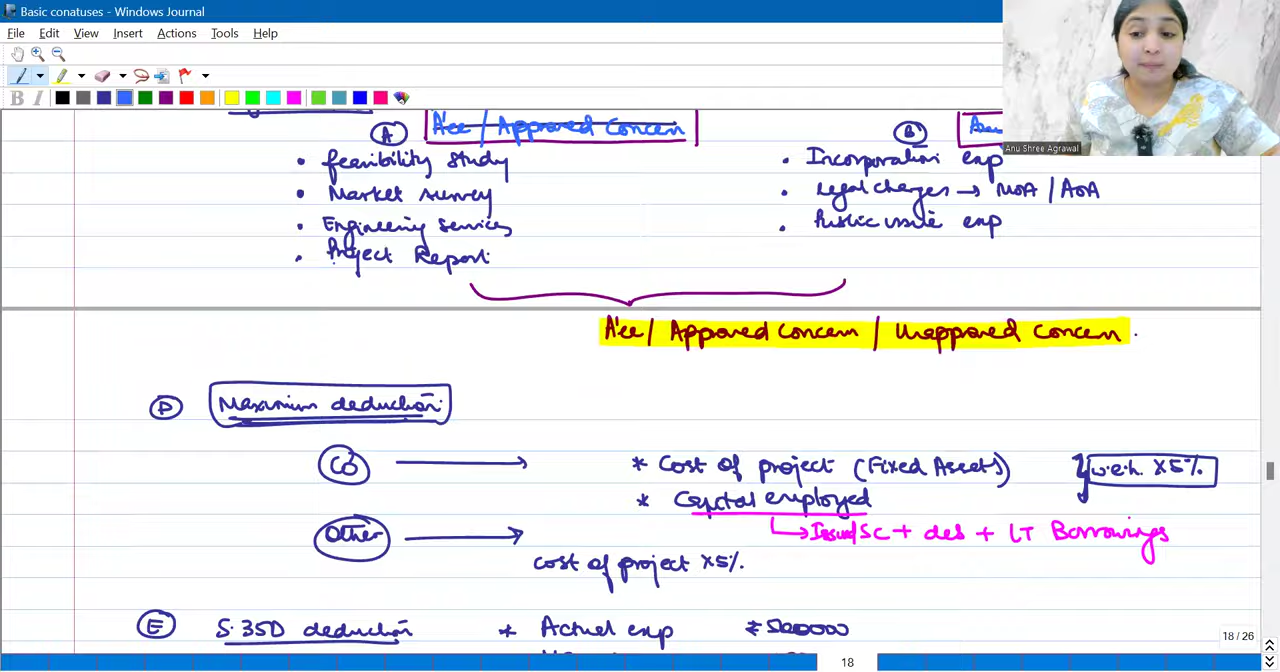 Basic conatuses - Windows Journal
File Edit View Insert Actions Tools Help
B I
A A'ee / Approved Concern
• feasibility study
• Market survey
• Engineering services
• Project Report
B
• Incorporation exp
• Legal charges → MOA / AOA
• Public issue exp
Anu Shree Agrawal
A'ee / Approved Concern / Unapproved Concern
D Maximum deduction
Co → * Cost of project (Fixed Assets)
* Capital employed
w.e.h. X5%
→ Issued SC + deb + LT Borrowings
Other →
cost of project X5%
E S.35D deduction * Actual exp ₹500000
18 / 26
18